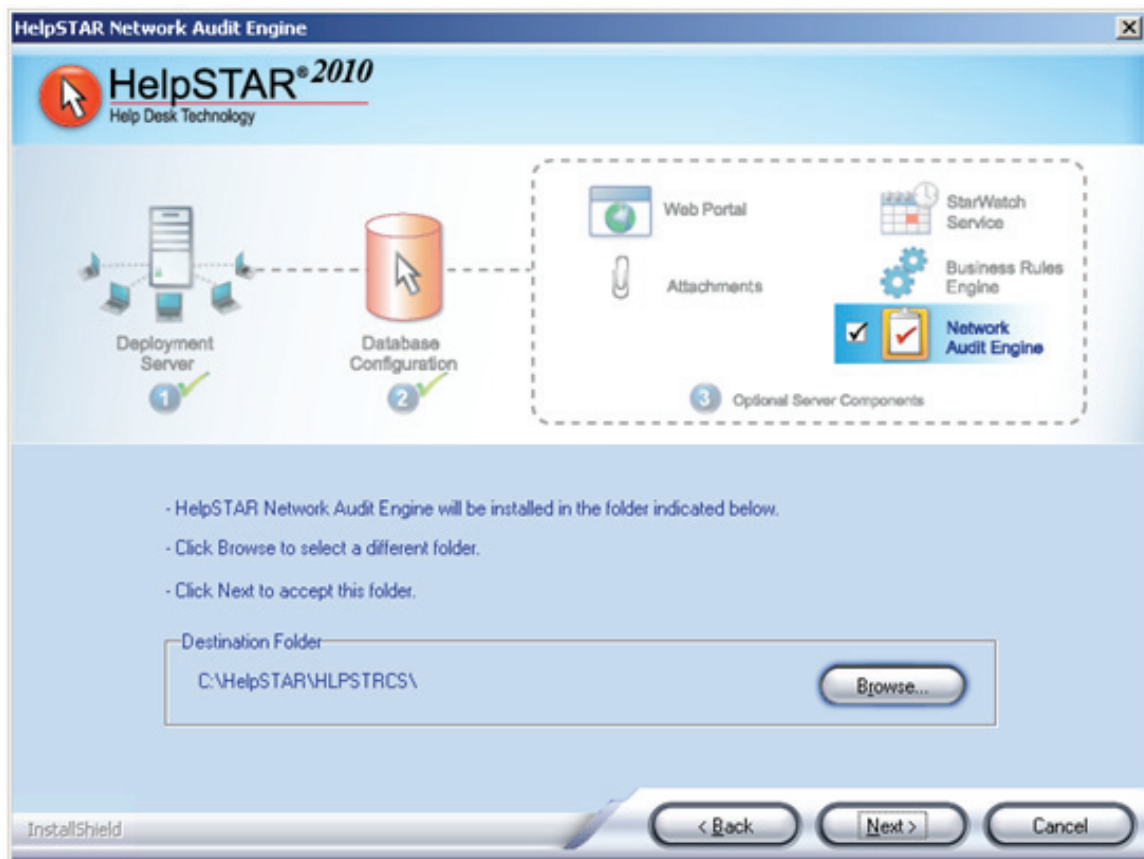 HelpSTAR Network Audit Engine
HelpSTAR® 2010
Help Desk Technology
Web Portal
StarWatch
Service
Attachments
Business Rules
Engine
Network
Audit Engine
Deployment
Server
1
Database
Configuration
2
3 Optional Server Components
- HelpSTAR Network Audit Engine will be installed in the folder indicated below.
- Click Browse to select a different folder.
- Click Next to accept this folder.
Destination Folder
C:\HelpSTAR\HLPSTRCS\
Browse...
InstallShield
< Back
Next >
Cancel